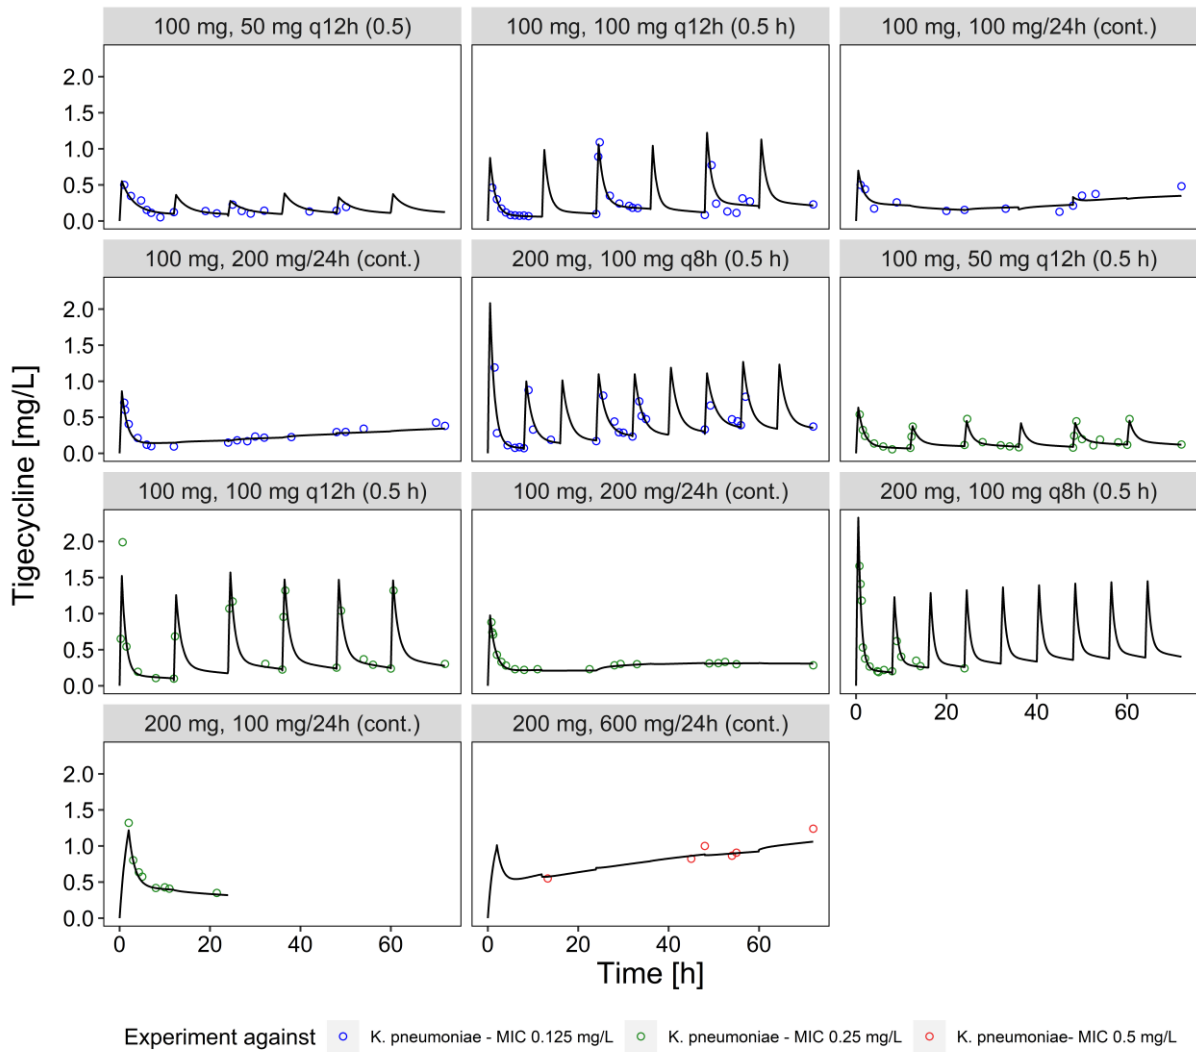 100 mg, 50 mg q12h (0.5)
100 mg, 100 mg q12h (0.5 h)
100 mg, 100 mg/24h (cont.)
2.0
1.5
1.0
0.5
0.0
100 mg, 200 mg/24h (cont.)
200 mg, 100 mg q8h (0.5 h)
100 mg, 50 mg q12h (0.5 h)
2.0
1.5
1.0
0.5
0.0
Tigecycline [mg/L]
100 mg, 100 mg q12h (0.5 h)
100 mg, 200 mg/24h (cont.)
200 mg, 100 mg q8h (0.5 h)
2.0
1.5
1.0
0.5
0.0
0 20 40 60
200 mg, 100 mg/24h (cont.)
200 mg, 600 mg/24h (cont.)
2.0
1.5
1.0
0.5
0.0
0 20 40 60
0 20 40 60
Time [h]
Experiment against K. pneumoniae - MIC 0.125 mg/L K. pneumoniae - MIC 0.25 mg/L K. pneumoniae- MIC 0.5 mg/L